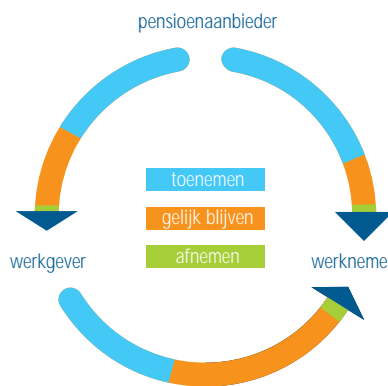 pensioenaanbieder
toenemen
gelijk blijven
afnemen
werkgever
werkneme